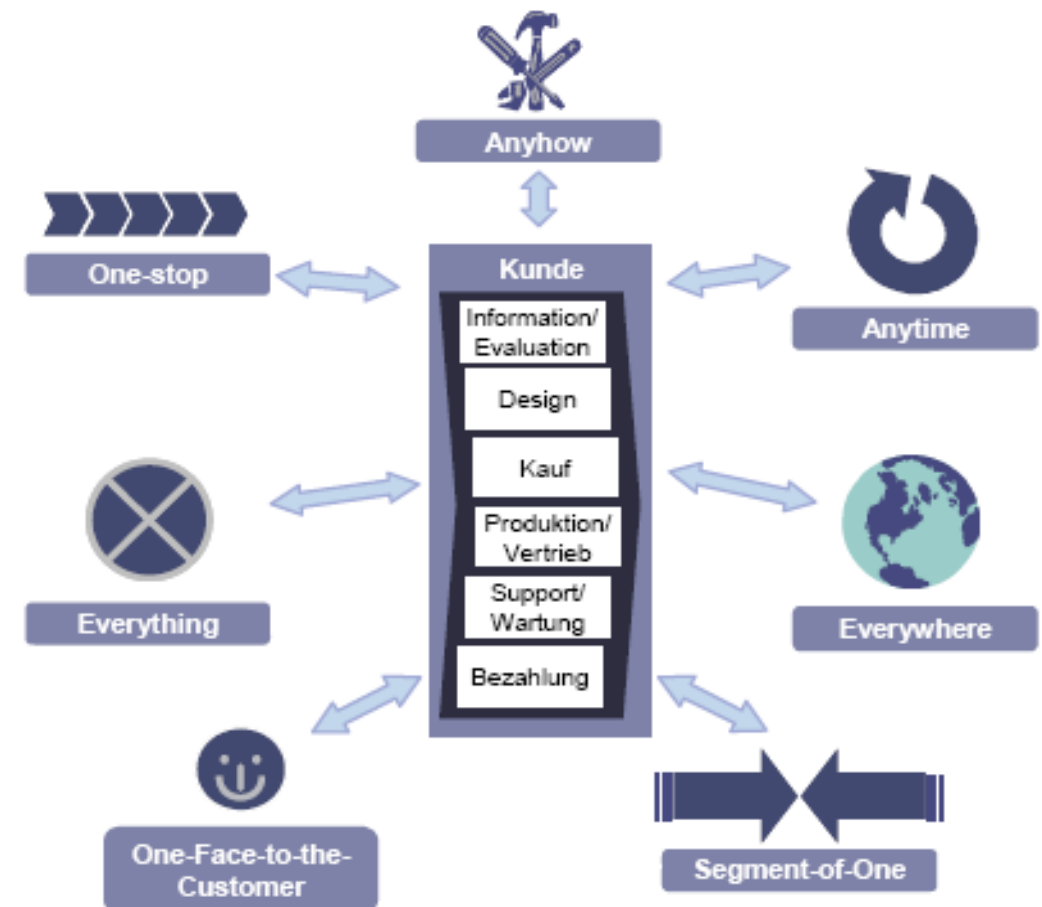 Anyhow
One-stop
Kunde
Anytime
Information/
Evaluation
Design
Kauf
Produktion/
Vertrieb
Support/
Wartung
Bezahlung
Everything
Everywhere
One-Face-to-the-
Customer
Segment-of-One